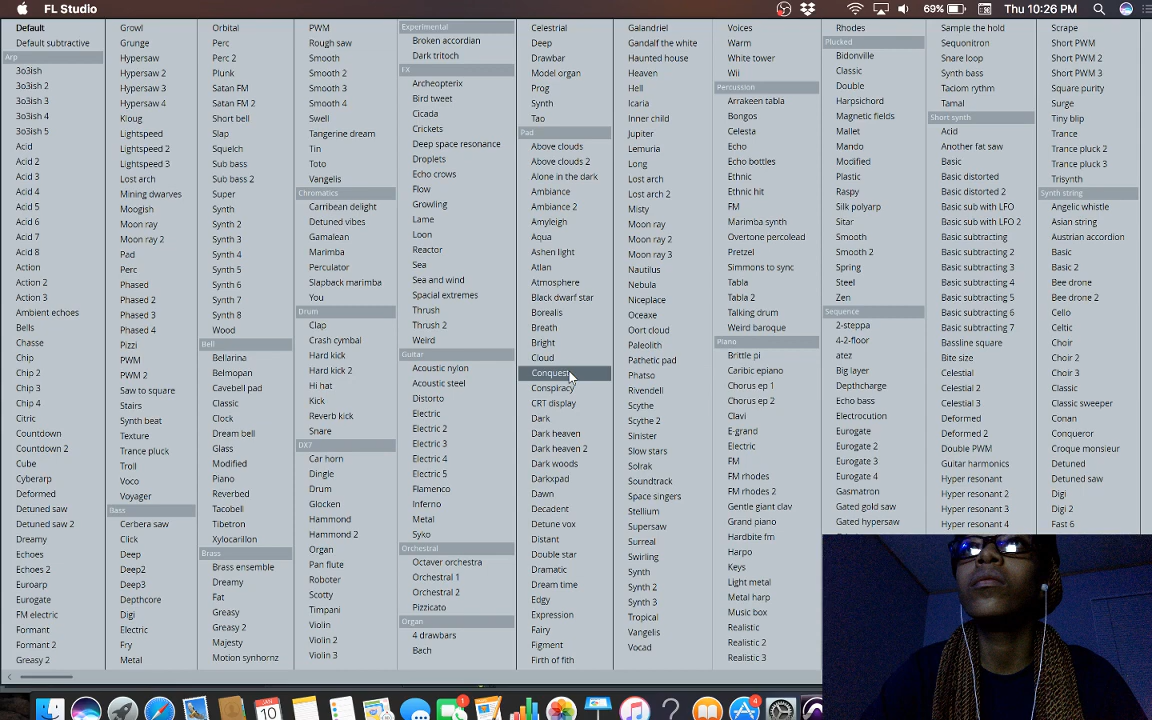 FL Studio
69%
Thu 10:26 PM
Default
Default subtractive
Arp
3o3ish
3o3ish 2
3o3ish 3
3o3ish 4
3o3ish 5
Acid
Acid 2
Acid 3
Acid 4
Acid 5
Acid 6
Acid 7
Acid 8
Action
Action 2
Action 3
Ambient echoes
Bells
Chasse
Chip
Chip 2
Chip 3
Chip 4
Citric
Countdown
Countdown 2
Cube
Cyberarp
Deformed
Detuned saw
Detuned saw 2
Dreamy
Echoes
Echoes 2
Euroarp
Eurogate
FM electric
Formant
Formant 2
Greasy 2
Growl
Grunge
Hypersaw
Hypersaw 2
Hypersaw 3
Hypersaw 4
Kloug
Lightspeed
Lightspeed 2
Lightspeed 3
Lost arch
Mining dwarves
Moogish
Moon ray
Moon ray 2
Pad
Perc
Phased
Phased 2
Phased 3
Phased 4
Pizzi
PWM
PWM 2
Saw to square
Stairs
Synth beat
Texture
Trance pluck
Troll
Voco
Voyager
Bass
Cerbera saw
Click
Deep
Deep2
Deep3
Depthcore
Digi
Electric
Fry
Metal
Orbital
Perc
Perc 2
Plunk
Satan FM
Satan FM 2
Short bell
Slap
Squelch
Sub bass
Sub bass 2
Super
Synth
Synth 2
Synth 3
Synth 4
Synth 5
Synth 6
Synth 7
Synth 8
Wood
Bell
Bellarina
Belmopan
Cavebell pad
Classic
Clock
Dream bell
Glass
Modified
Piano
Reverbed
Tacobell
Tibetron
Xylocarillon
Brass
Brass ensemble
Dreamy
Fat
Greasy
Greasy 2
Majesty
Motion synhornz
PWM
Rough saw
Smooth
Smooth 2
Smooth 3
Smooth 4
Swell
Tangerine dream
Tin
Toto
Vangelis
Chromatics
Carribean delight
Detuned vibes
Gamalean
Marimba
Perculator
Slapback marimba
You
Drum
Clap
Crash cymbal
Hard kick
Hard kick 2
Hi hat
Kick
Reverb kick
Snare
DX7
Car horn
Dingle
Drum
Glocken
Hammond
Hammond 2
Organ
Pan flute
Roboter
Scotty
Timpani
Violin
Violin 2
Violin 3
Experimental
Broken accordian
Dark tritoch
FX
Archeopterix
Bird tweet
Cicada
Crickets
Deep space resonance
Droplets
Echo crows
Flow
Growling
Lame
Loon
Reactor
Sea
Sea and wind
Spacial extremes
Thrush
Thrush 2
Weird
Guitar
Acoustic nylon
Acoustic steel
Distorto
Electric
Electric 2
Electric 3
Electric 4
Electric 5
Flamenco
Inferno
Metal
Syko
Orchestral
Octaver orchestra
Orchestral 1
Orchestral 2
Pizzicato
Organ
4 drawbars
Bach
Celestrial
Deep
Drawbar
Model organ
Prog
Synth
Tao
Pad
Above clouds
Above clouds 2
Alone in the dark
Ambiance
Ambiance 2
Amyleigh
Aqua
Ashen light
Atlan
Atmosphere
Black dwarf star
Borealis
Breath
Bright
Cloud
Conquest
Conspiracy
CRT display
Dark
Dark heaven
Dark heaven 2
Dark woods
Darkxpad
Dawn
Decadent
Detune vox
Distant
Double star
Dramatic
Dream time
Edgy
Expression
Fairy
Figment
Firth of fifth
Galandriel
Gandalf the white
Haunted house
Heaven
Hell
Icaria
Inner child
Jupiter
Lemuria
Long
Lost arch
Lost arch 2
Misty
Moon ray
Moon ray 2
Moon ray 3
Nautilus
Nebula
Niceplace
Oceaxe
Oort cloud
Paleolith
Pathetic pad
Phatso
Rivendell
Scythe
Scythe 2
Sinister
Slow stars
Solrak
Soundtrack
Space singers
Stellium
Supersaw
Surreal
Swirling
Synth
Synth 2
Synth 3
Tropical
Vangelis
Vocad
Voices
Warm
White tower
Wii
Percussion
Arrakeen tabla
Bongos
Celesta
Echo
Echo bottles
Ethnic
Ethnic hit
FM
Marimba synth
Overtone percolead
Pretzel
Simmons to sync
Tabla
Tabla 2
Talking drum
Weird baroque
Piano
Brittle pi
Caribic epiano
Chorus ep 1
Chorus ep 2
Clavi
E-grand
Electric
FM
FM rhodes
FM rhodes 2
Gentle giant clav
Grand piano
Hardbite fm
Harpo
Keys
Light metal
Metal harp
Music box
Realistic
Realistic 2
Realistic 3
Rhodes
Plucked
Bidonville
Classic
Double
Harpsichord
Magnetic fields
Mallet
Mando
Modified
Plastic
Raspy
Silk polyarp
Sitar
Smooth
Smooth 2
Spring
Steel
Zen
Sequence
2-steppa
4-2-floor
atez
Big layer
Depthcharge
Echo bass
Electrocution
Eurogate
Eurogate 2
Eurogate 3
Eurogate 4
Gasmatron
Gated gold saw
Gated hypersaw
Sample the hold
Sequonitron
Snare loop
Synth bass
Taciom rythm
Tamal
Short synth
Acid
Another fat saw
Basic
Basic distorted
Basic distorted 2
Basic sub with LFO
Basic sub with LFO 2
Basic subtracting
Basic subtracting 2
Basic subtracting 3
Basic subtracting 4
Basic subtracting 5
Basic subtracting 6
Basic subtracting 7
Bassline square
Bite size
Celestial
Celestial 2
Celestial 3
Deformed
Deformed 2
Double PWM
Guitar harmonics
Hyper resonant
Hyper resonant 2
Hyper resonant 3
Hyper resonant 4
Scrape
Short PWM
Short PWM 2
Short PWM 3
Square purity
Surge
Tiny blip
Trance
Trance pluck 2
Trance pluck 3
Trisynth
Synth string
Angelic whistle
Asian string
Austrian accordion
Basic
Basic 2
Bee drone
Bee drone 2
Cello
Celtic
Choir
Choir 2
Choir 3
Classic
Classic sweeper
Conan
Conqueror
Croque monsieur
Detuned
Detuned saw
Digi
Digi 2
Fast 6
JAN
10
1
4